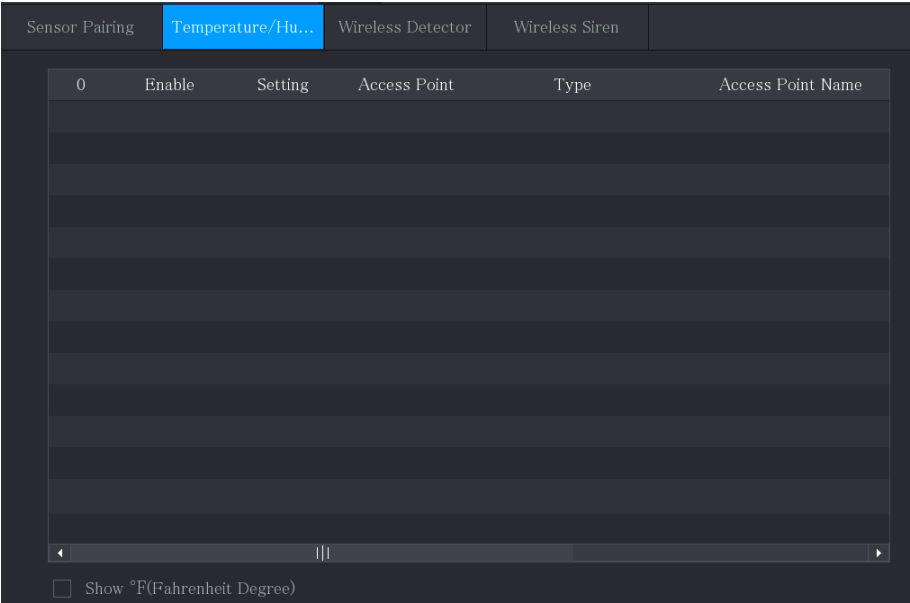 Sensor Pairing Temperature/Hu... Wireless Detector Wireless Siren
0 Enable Setting Access Point Type Access Point Name
Show °F(Fahrenheit Degree)